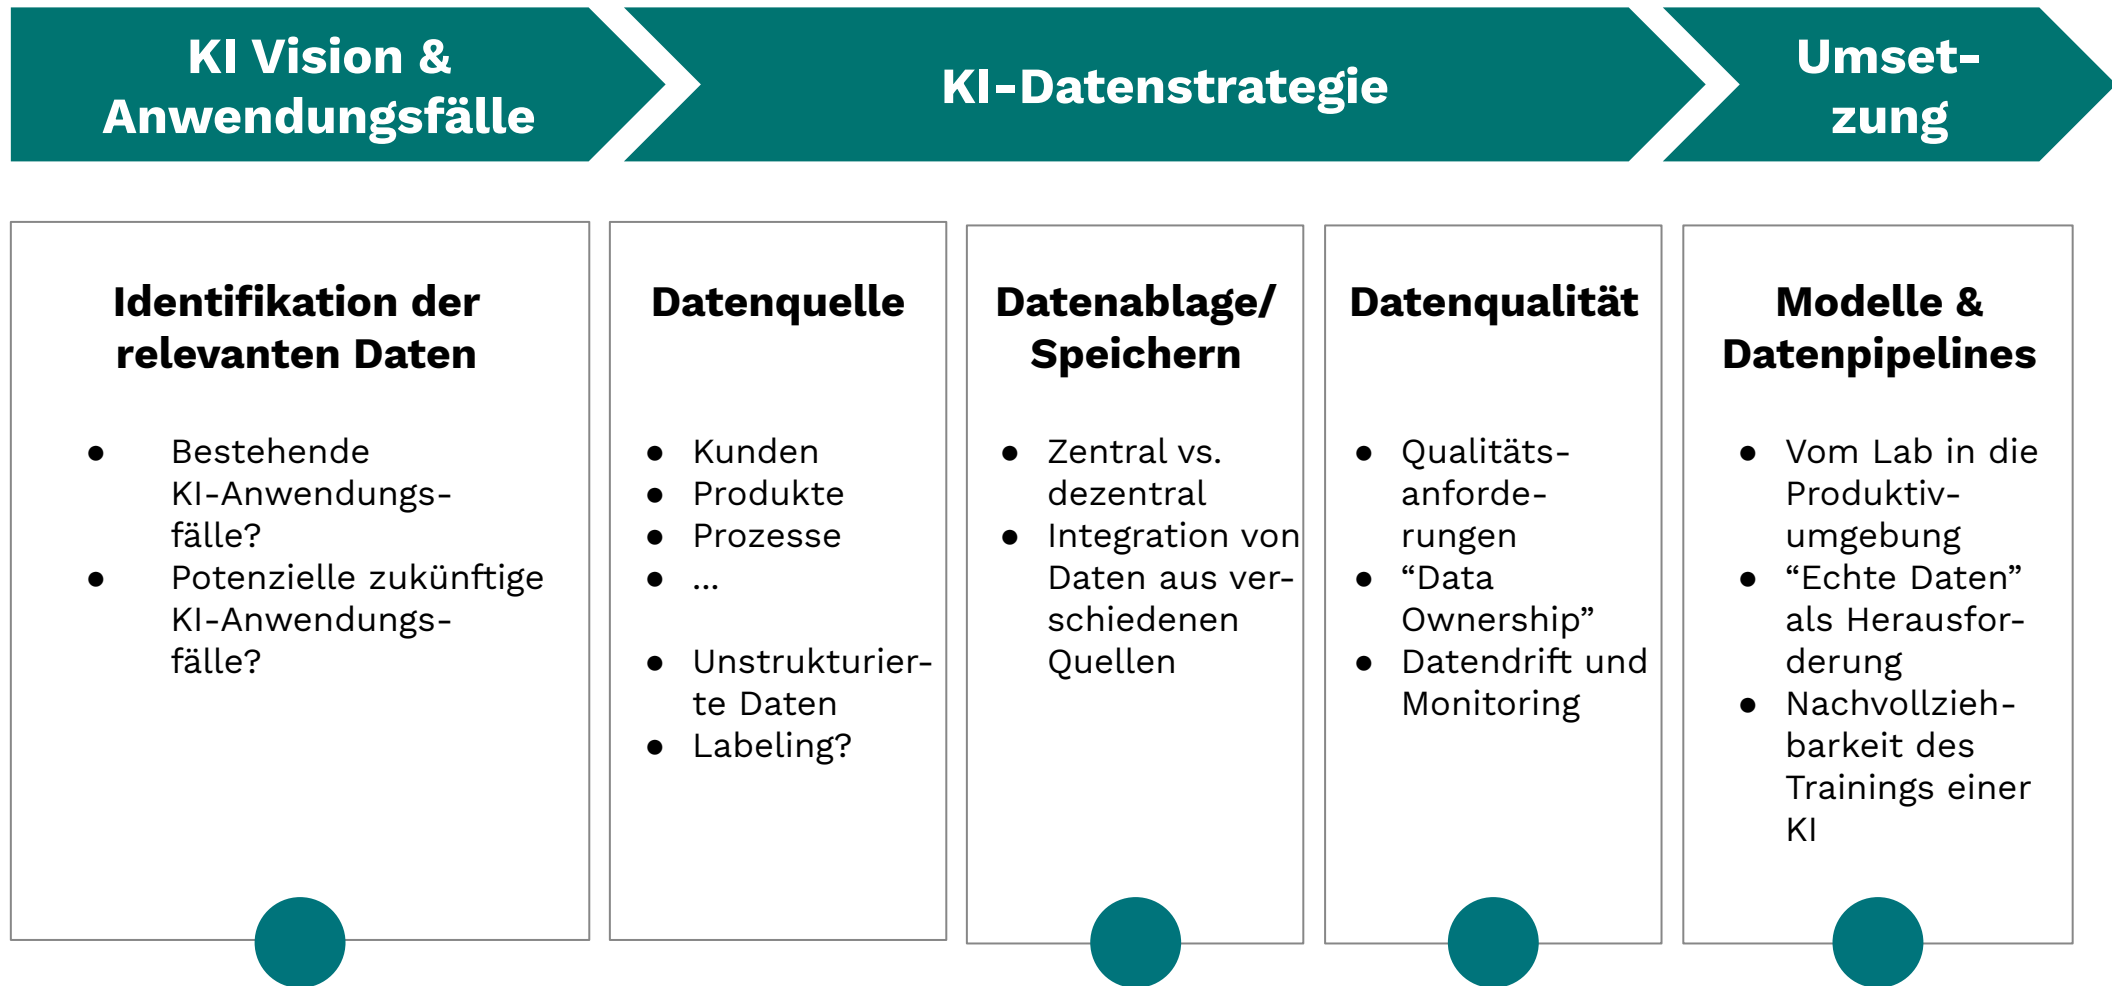 KI Vision &
Anwendungsfälle
KI-Datenstrategie
Umset-
zung
Identifikation der
relevanten Daten
● Bestehende
KI-Anwendungs-
fälle?
● Potenzielle zukünftige
KI-Anwendungs-
fälle?
Datenquelle
● Kunden
● Produkte
● Prozesse
● ...
● Unstrukturier-
te Daten
● Labeling?
Datenablage/
Speichern
● Zentral vs.
dezentral
● Integration von
Daten aus ver-
schiedenen
Quellen
Datenqualität
● Qualitäts-
anforde-
rungen
● “Data
Ownership”
● Datendrift und
Monitoring
Modelle &
Datenpipelines
● Vom Lab in die
Produktiv-
umgebung
● “Echte Daten”
als Herausfor-
derung
● Nachvollzieh-
barkeit des
Trainings einer
KI